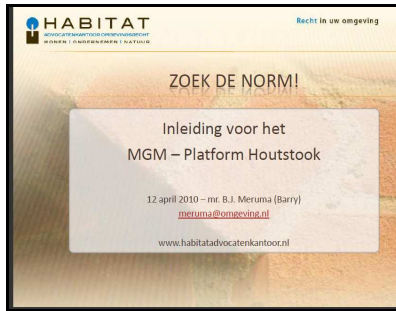 HABITAT
ADVOCATENKANTOOR OMGEVINGSRECHT
WONEN | ONDERNEMEN | NATUUR
Recht in uw omgeving
ZOEK DE NORM!
Inleiding voor het
MGM – Platform Houtstook
12 april 2010 – mr. B.J. Meruma (Barry)
meruma@omgeving.nl
www.habitatadvocatenkantoor.nl